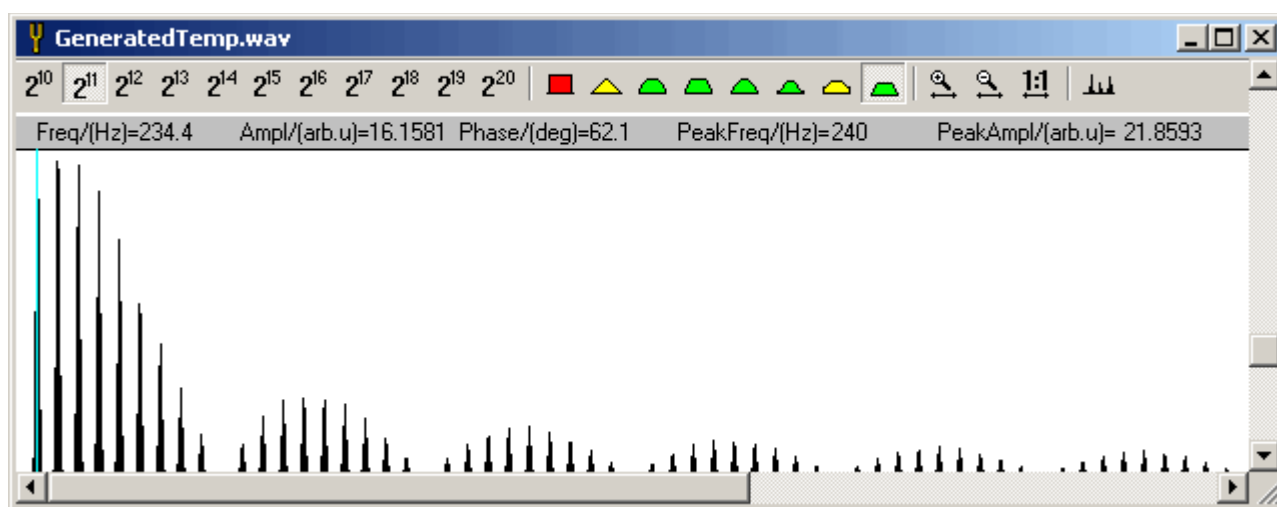 GeneratedTemp.wav
2^10 2^11 2^12 2^13 2^14 2^15 2^16 2^17 2^18 2^19 2^20 1:1
Freq/(Hz)=234.4 Ampl/(arb.u)=16.1581 Phase/(deg)=62.1 PeakFreq/(Hz)=240 PeakAmpl/(arb.u)= 21.8593